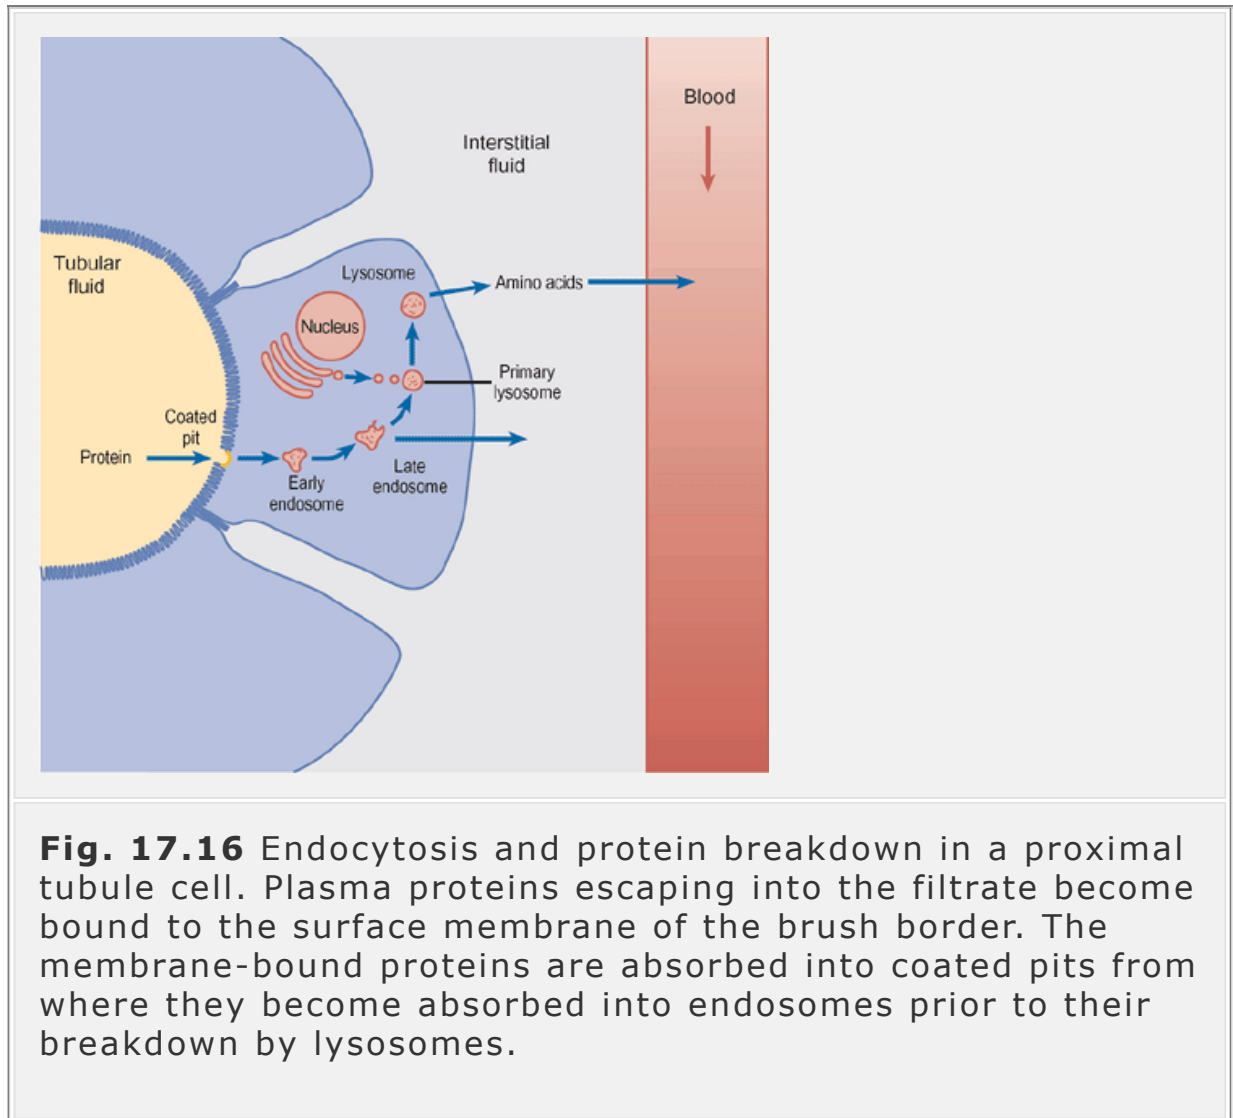 Blood
Interstitial
fluid
Tubular
fluid
Lysosome
Amino acids
Nucleus
Primary
lysosome
Coated
pit
Protein
Early
endosome
Late
endosome
Fig. 17.16 Endocytosis and protein breakdown in a proximal
tubule cell. Plasma proteins escaping into the filtrate become
bound to the surface membrane of the brush border. The
membrane-bound proteins are absorbed into coated pits from
where they become absorbed into endosomes prior to their
breakdown by lysosomes.